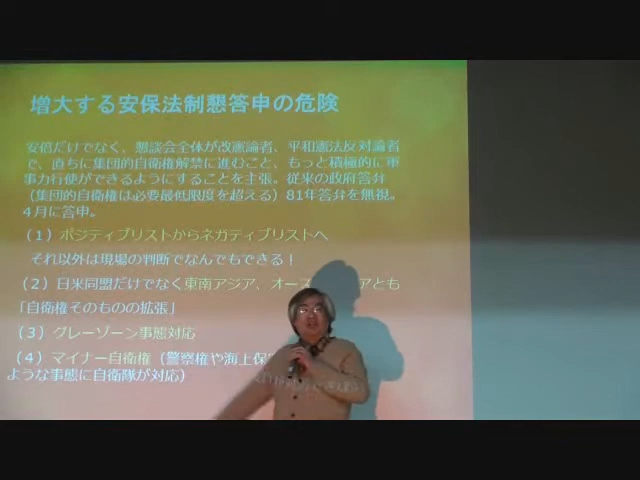 増大する安保法制懇答申の危険
安倍だけでなく、懇談会全体が改憲論者、平和憲法反対論者
で、直ちに集団的自衛権解禁に進むこと、もっと積極的に軍
事力行使ができるようにすることを主張。従来の政府答弁
（集団的自衛権は必要最低限度を超える）81年答弁を無視。
４月に答申。
（１）ポジティブリストからネガティブリストへ
それ以外は現場の判断でなんでもできる！
（２）日米同盟だけでなく東南アジア、オース アとも
「自衛権そのものの拡張」
（３）グレーゾーン事態対応
（４）マイナー自衛権（警察権や海上保
ような事態に自衛隊が対応）